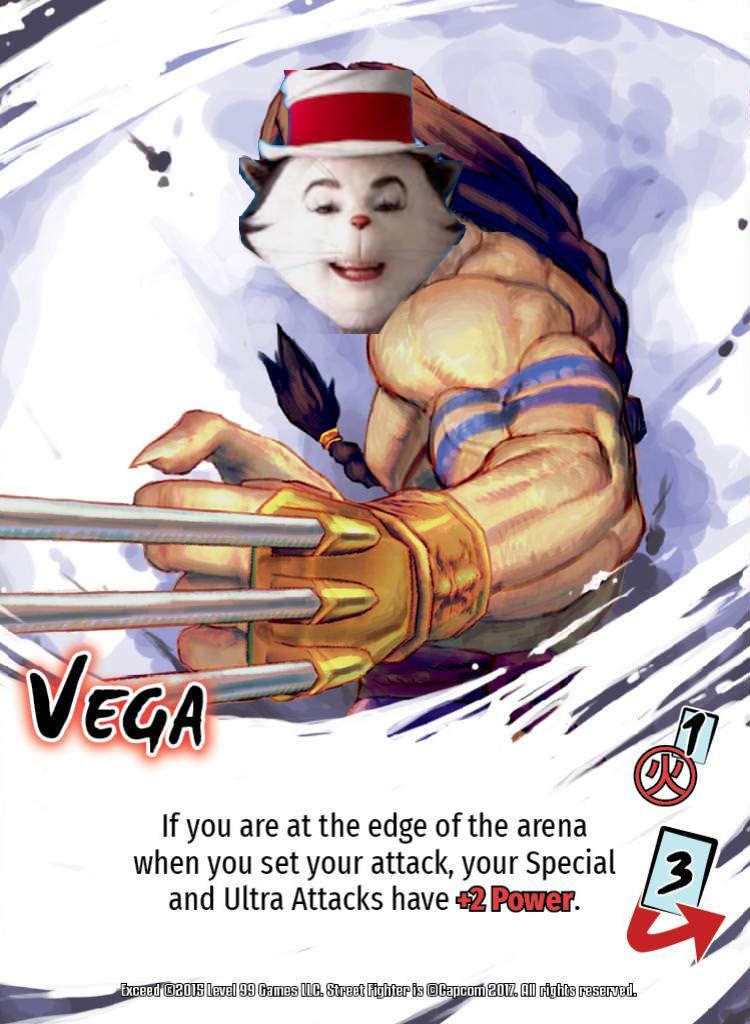 VEGA
1
火
If you are at the edge of the arena
when you set your attack, your Special
and Ultra Attacks have +2 Power.
3
Exceed ©2015 Level 99 Games LLC. Street Fighter is ©Capcom 2017. All rights reserved.